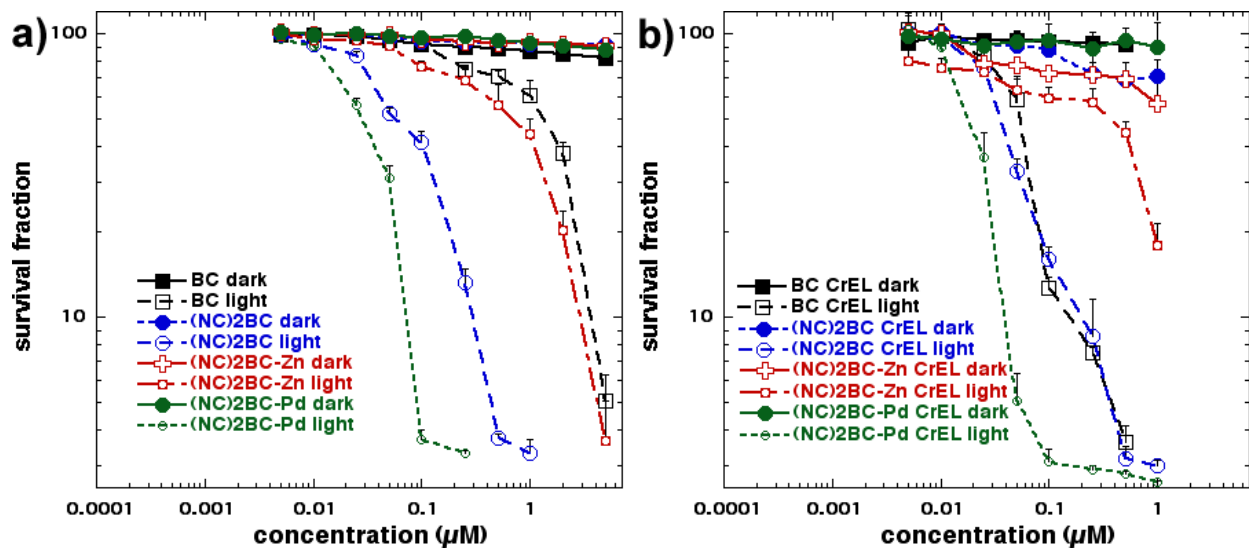 a)
100
10
survival fraction
BC dark
BC light
(NC)2BC dark
(NC)2BC light
(NC)2BC-Zn dark
(NC)2BC-Zn light
(NC)2BC-Pd dark
(NC)2BC-Pd light
0.0001 0.001 0.01 0.1 1
concentration (µM)
b)
100
10
survival fraction
BC CrEL dark
BC CrEL light
(NC)2BC CrEL dark
(NC)2BC CrEL light
(NC)2BC-Zn CrEL dark
(NC)2BC-Zn CrEL light
(NC)2BC-Pd CrEL dark
(NC)2BC-Pd CrEL light
0.0001 0.001 0.01 0.1 1
concentration (µM)